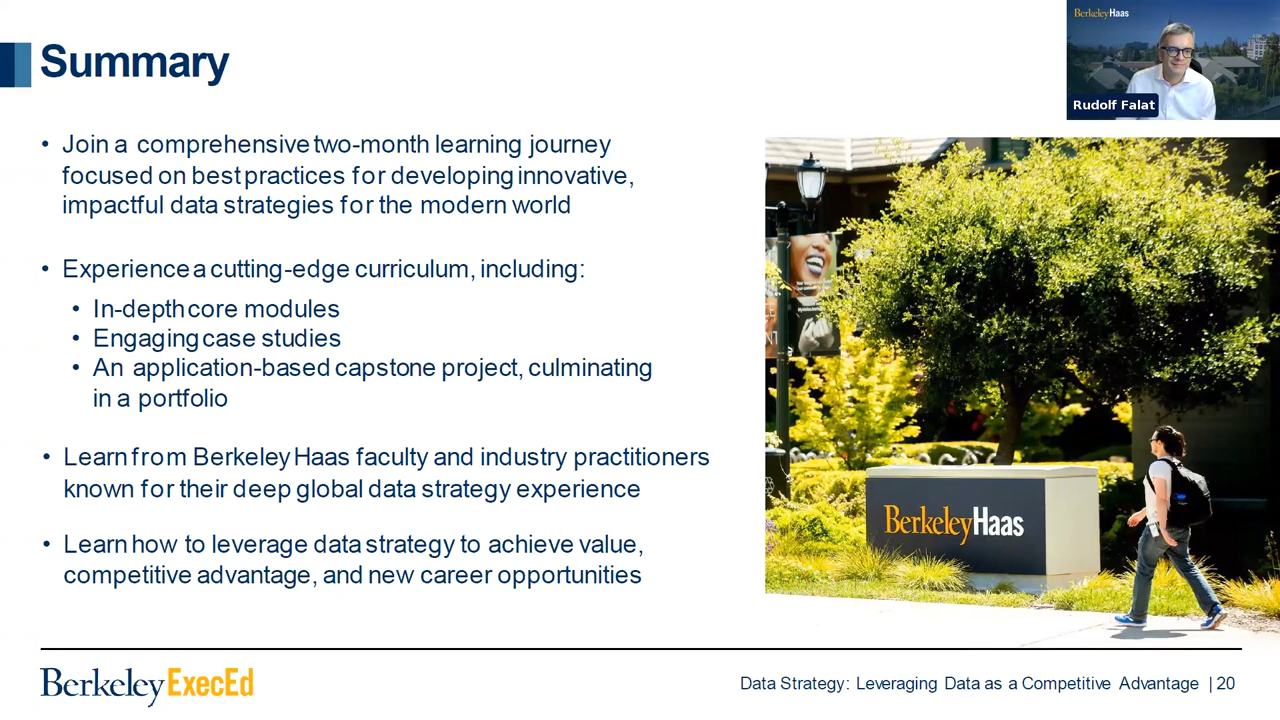 BerkeleyHaas
Rudolf Falat
Summary
• Join a comprehensive two-month learning journey
focused on best practices for developing innovative,
impactful data strategies for the modern world
• Experience a cutting-edge curriculum, including:
• In-depth core modules
• Engaging case studies
• An application-based capstone project, culminating
in a portfolio
• Learn from Berkeley Haas faculty and industry practitioners
known for their deep global data strategy experience
• Learn how to leverage data strategy to achieve value,
competitive advantage, and new career opportunities
BerkeleyHaas
Berkeley ExecEd
Data Strategy: Leveraging Data as a Competitive Advantage | 20